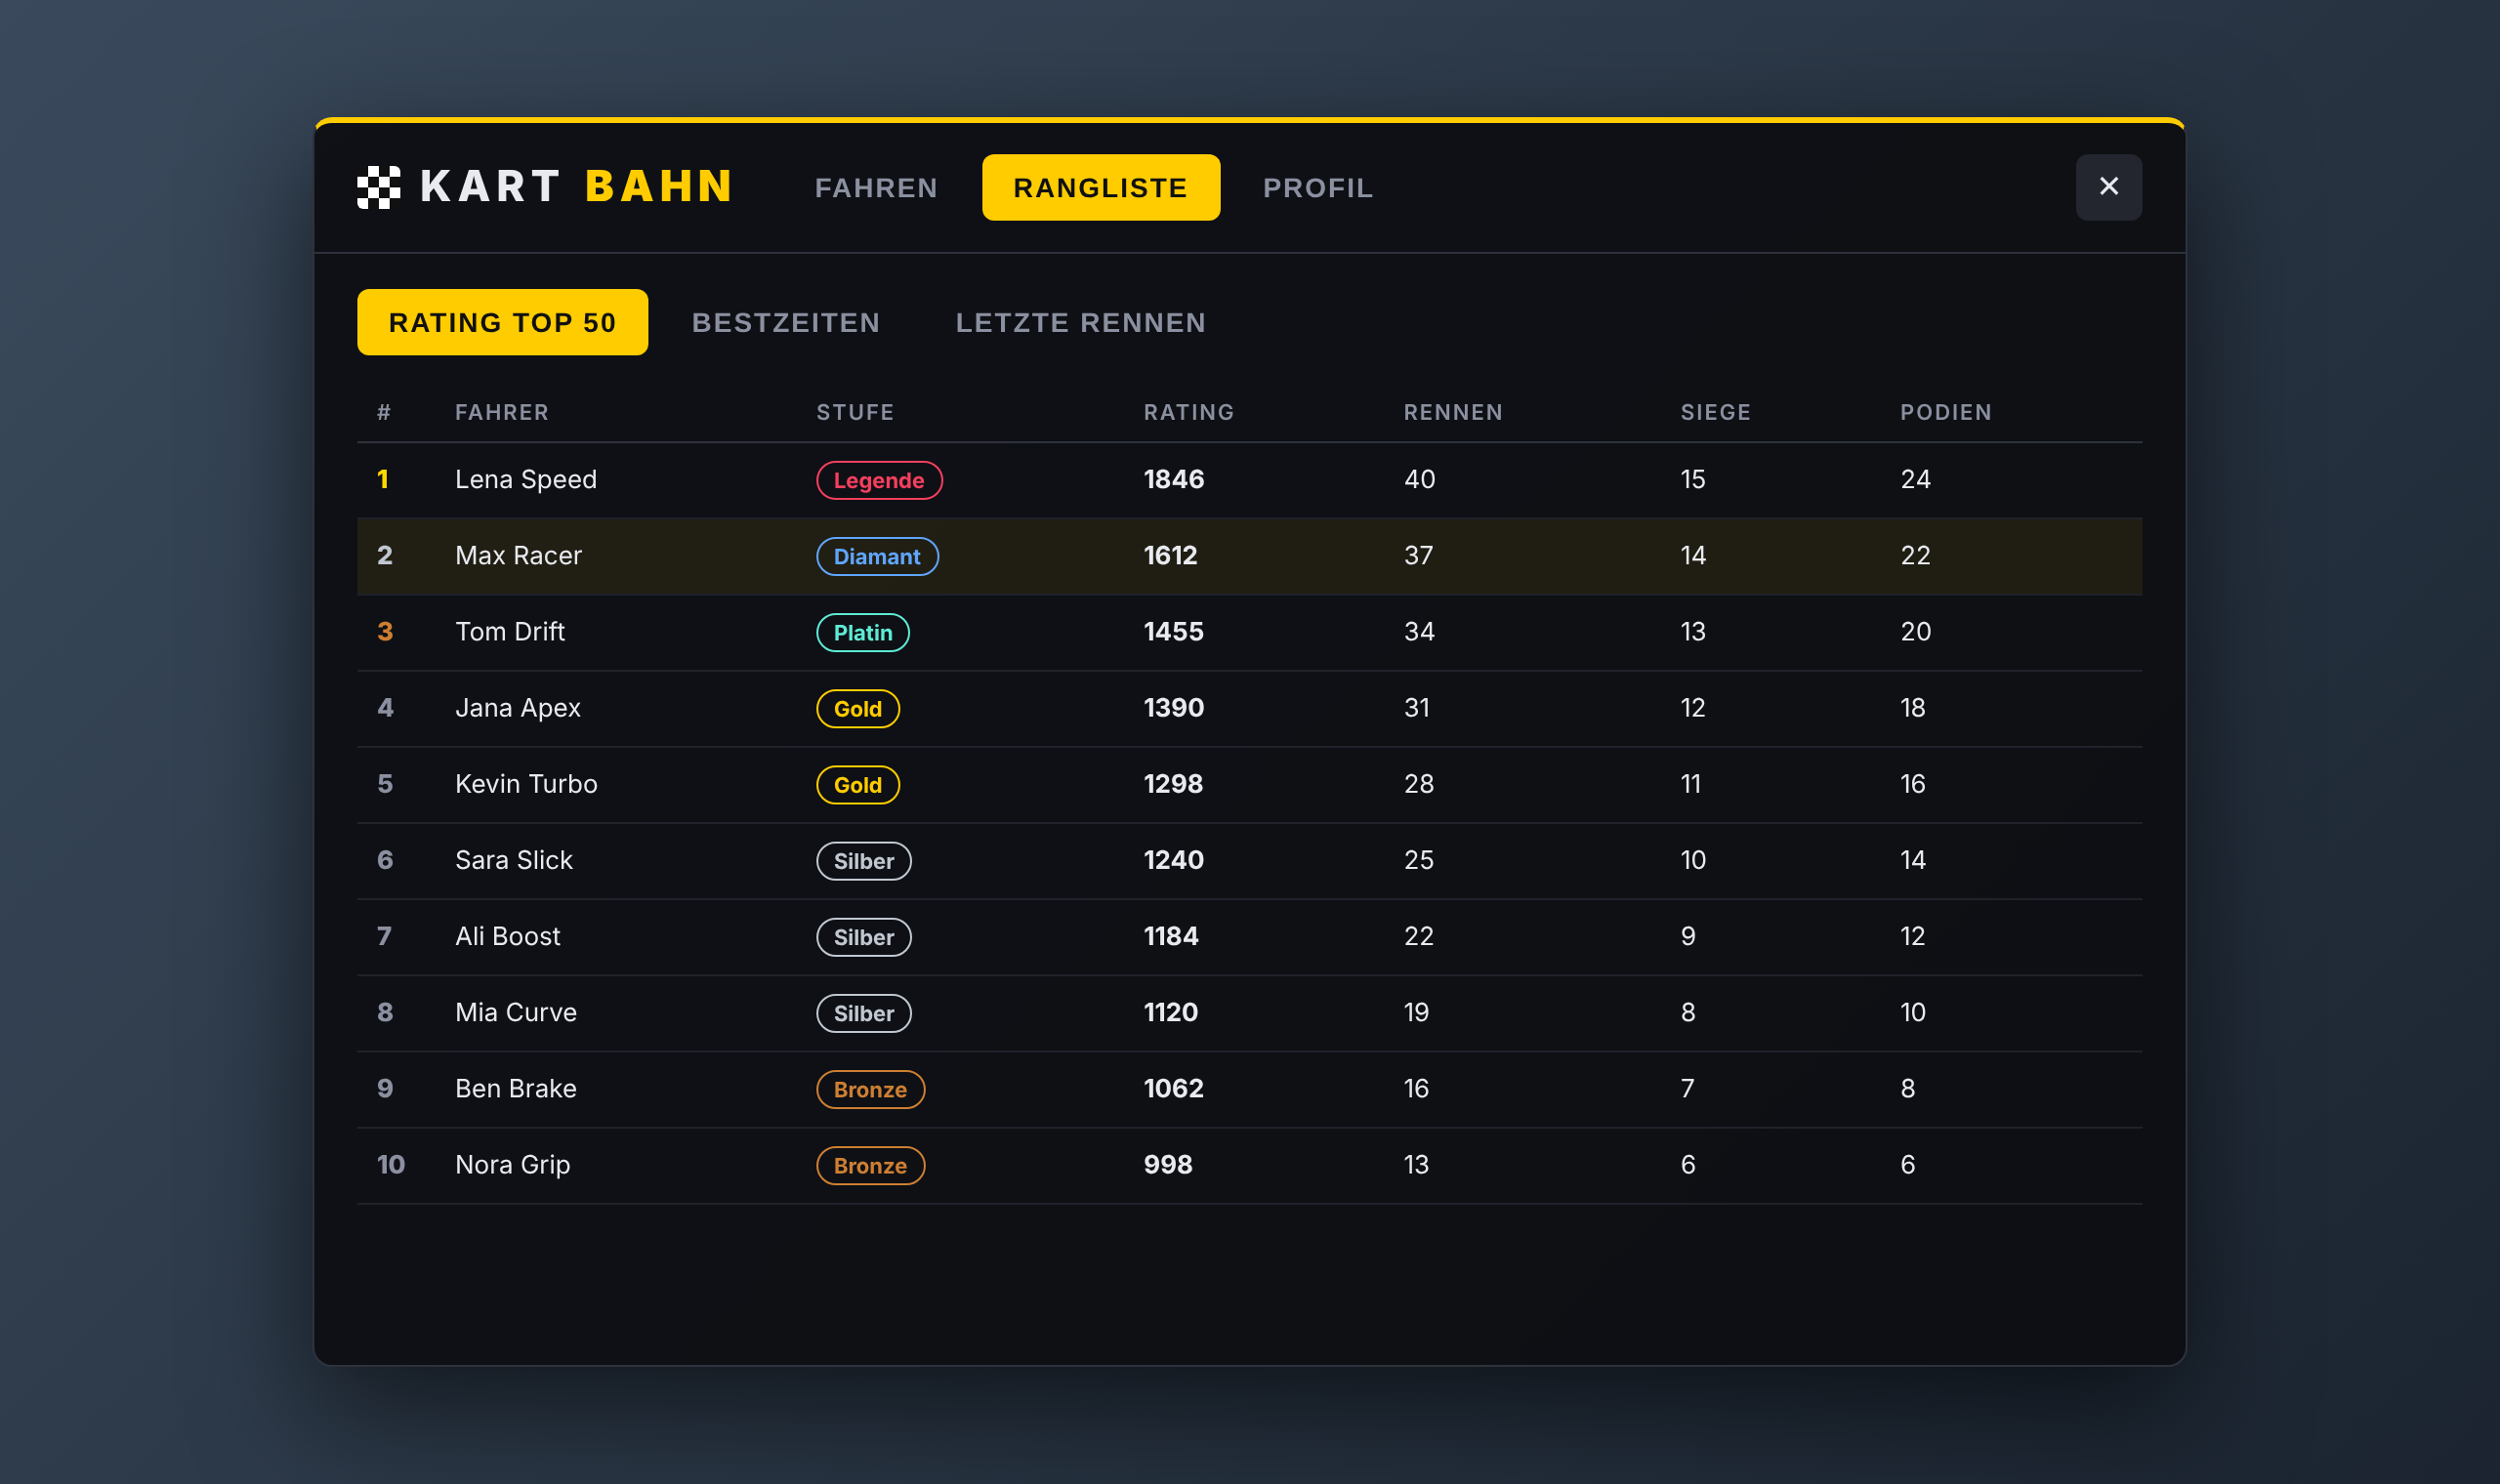 KART BAHN FAHREN RANGLISTE PROFIL ✕
RATING TOP 50 BESTZEITEN LETZTE RENNEN
# FAHRER STUFE RATING RENNEN SIEGE PODIEN
1 Lena Speed Legende 1846 40 15 24
2 Max Racer Diamant 1612 37 14 22
3 Tom Drift Platin 1455 34 13 20
4 Jana Apex Gold 1390 31 12 18
5 Kevin Turbo Gold 1298 28 11 16
6 Sara Slick Silber 1240 25 10 14
7 Ali Boost Silber 1184 22 9 12
8 Mia Curve Silber 1120 19 8 10
9 Ben Brake Bronze 1062 16 7 8
10 Nora Grip Bronze 998 13 6 6